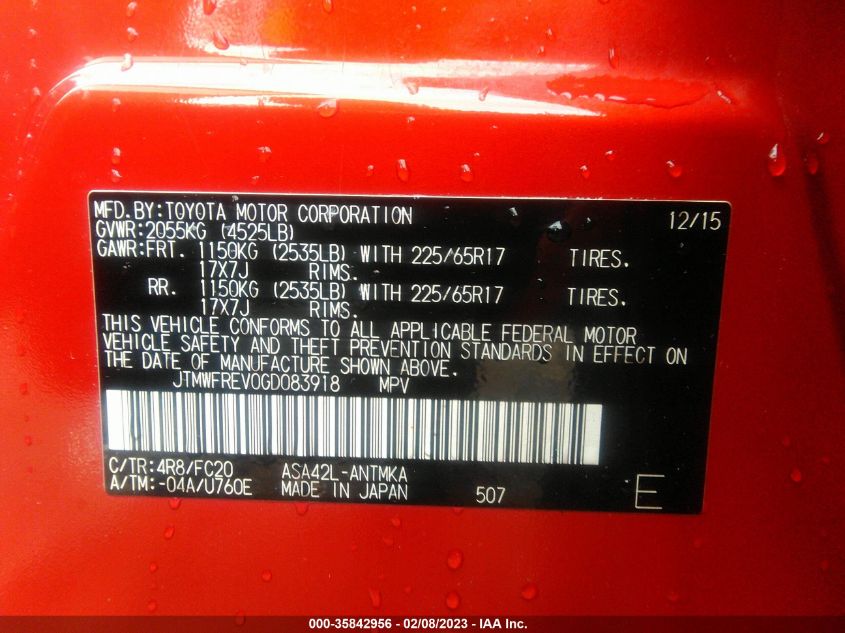 MFD.BY:TOYOTA MOTOR CORPORATION 12/15
GVWR:2055KG (4525LB)
GAWR:FRT. 1150KG (2535LB) WITH 225/65R17 TIRES.
17X7J RIMS.
RR. 1150KG (2535LB) WITH 225/65R17 TIRES.
17X7J RIMS.
THIS VEHICLE CONFORMS TO ALL APPLICABLE FEDERAL MOTOR
VEHICLE SAFETY AND THEFT PREVENTION STANDARDS IN EFFECT ON
THE DATE OF MANUFACTURE SHOWN ABOVE.
JTMWFREV0GD083918 MPV
C/TR:4R8/FC20 ASA42L-ANTMKA
A/TM:-04A/U760E MADE IN JAPAN 507 E
000-35842956 - 02/08/2023 - IAA Inc.